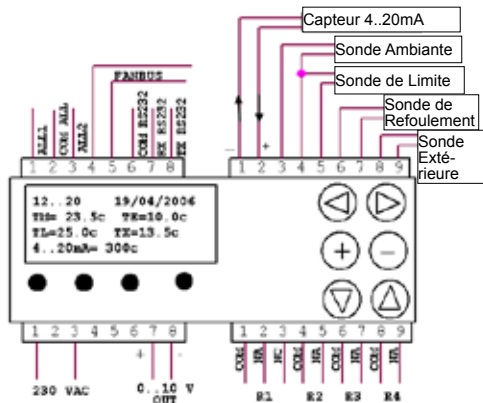 Capteur 4..20mA
Sonde Ambiante
Sonde de Limite
Sonde de
Refoulement
Sonde
Exté-
rieure
FANBUS
ALL1
COM ALL
ALL2
COM RS232
RX RS232
TX RS232
- +
1 2 3 4 5 6 7 8
1 2 3 4 5 6 7 8 9
12..20 19/04/2006
23.5c TE=10.0c
TL=25.0c TX=13.5c
4..20mA= 300c
+ -
1 2 3 4 5 6 7 8
1 2 3 4 5 6 7 8 9
+ -
230 VAC
0..10 V
OUT
COM NA NC COM NA COM NA COM NA
R1 R2 R3 R4